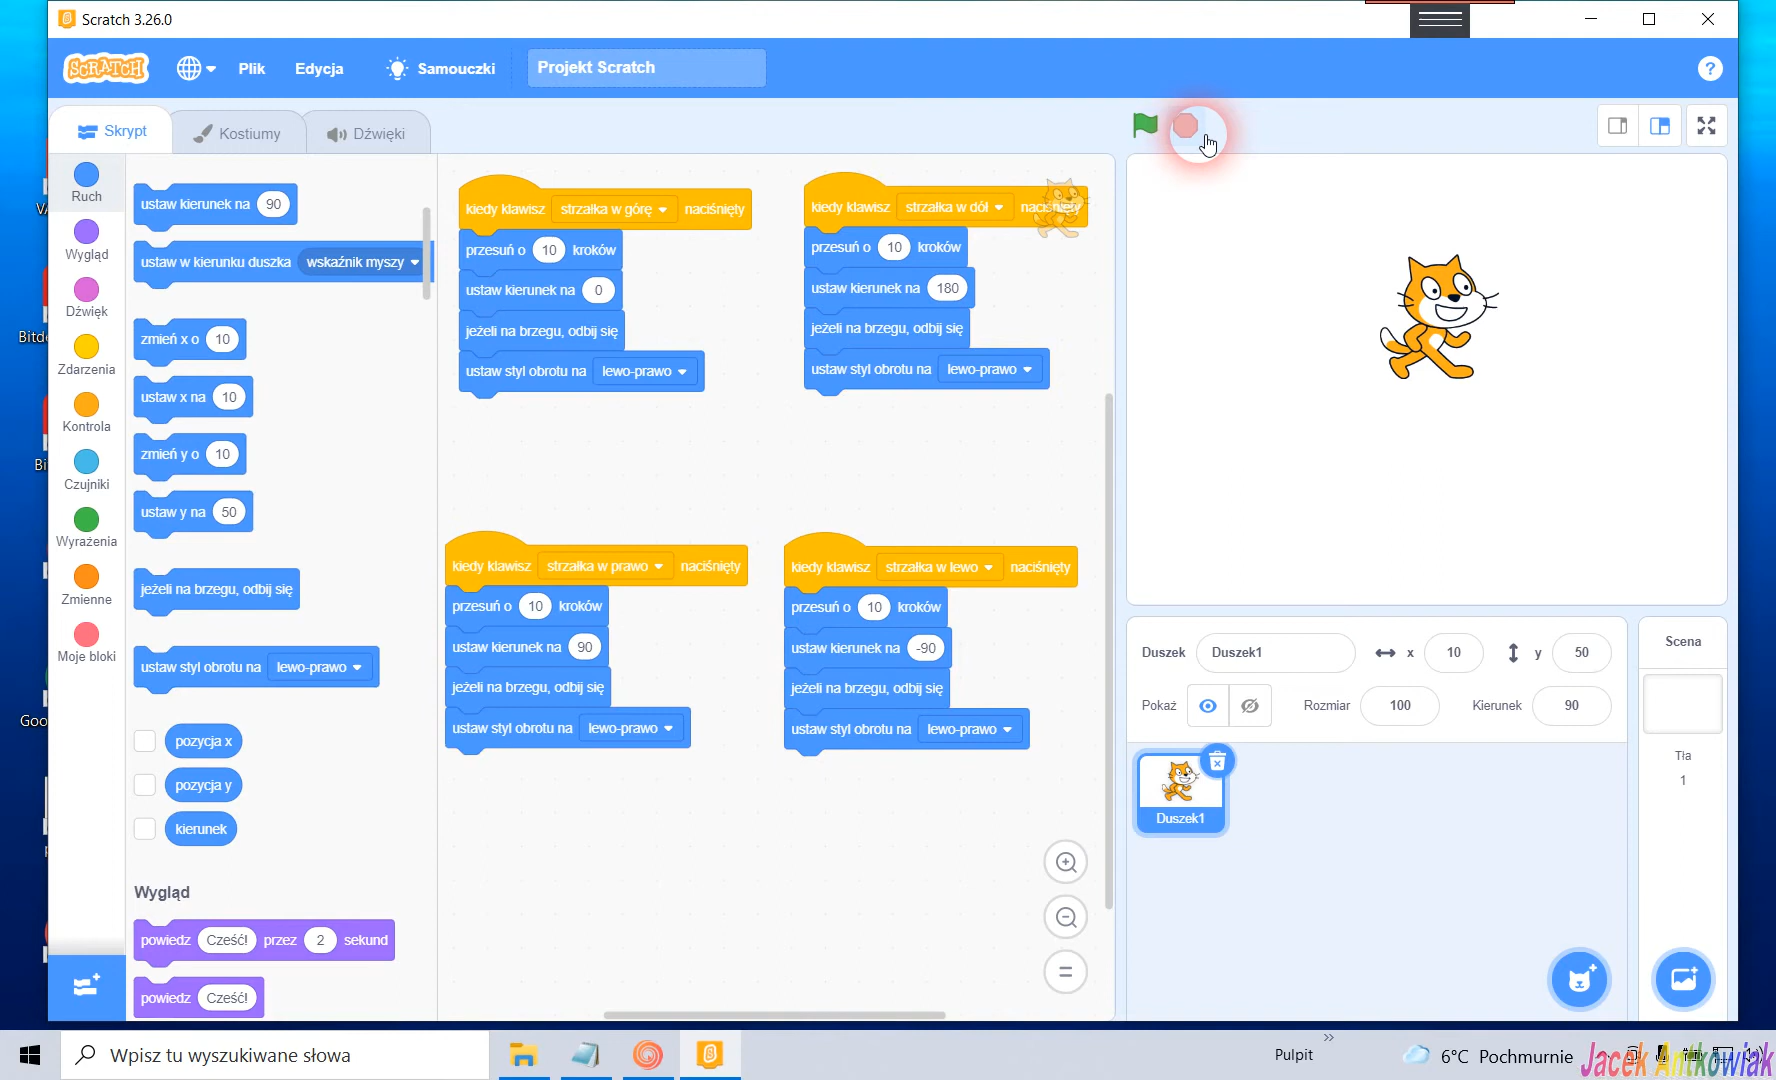 Scratch 3.26.0
SCRATCH
Plik
Edycja
Samouczki
Projekt Scratch
?
Skrypt
Kostiumy
Dźwięki
Ruch
Wygląd
Dźwięk
Zdarzenia
Kontrola
Czujniki
Wyrażenia
Zmienne
Moje bloki
ustaw kierunek na 90
ustaw w kierunku duszka wskaźnik myszy
zmień x o 10
ustaw x na 10
zmień y o 10
ustaw y na 50
jeżeli na brzegu, odbij się
ustaw styl obrotu na lewo-prawo
pozycja x
pozycja y
kierunek
Wygląd
powiedz Cześć! przez 2 sekund
powiedz Cześć!
kiedy klawisz strzałka w górę naciśnięty
przesuń o 10 kroków
ustaw kierunek na 0
jeżeli na brzegu, odbij się
ustaw styl obrotu na lewo-prawo
kiedy klawisz strzałka w dół naciśnięty
przesuń o 10 kroków
ustaw kierunek na 180
jeżeli na brzegu, odbij się
ustaw styl obrotu na lewo-prawo
kiedy klawisz strzałka w prawo naciśnięty
przesuń o 10 kroków
ustaw kierunek na 90
jeżeli na brzegu, odbij się
ustaw styl obrotu na lewo-prawo
kiedy klawisz strzałka w lewo naciśnięty
przesuń o 10 kroków
ustaw kierunek na -90
jeżeli na brzegu, odbij się
ustaw styl obrotu na lewo-prawo
Duszek Duszek1 x 10 y 50
Pokaż Rozmiar 100 Kierunek 90
Duszek1
Scena
Tła
1
Wpisz tu wyszukiwane słowa
Pulpit
6°C Pochmurnie
Jacek Antkowiak